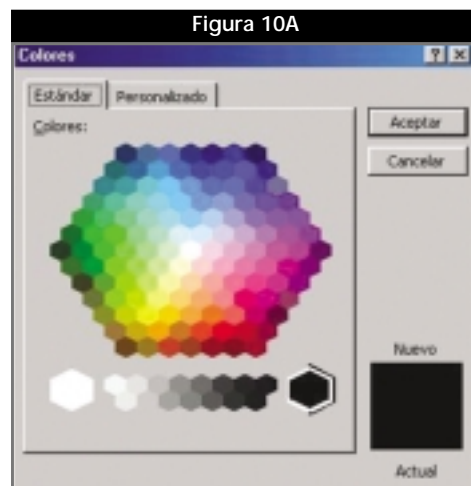 Figura 10A
Colores
Estándar Personalizado
Colores:
Aceptar
Cancelar
Nuevo
Actual